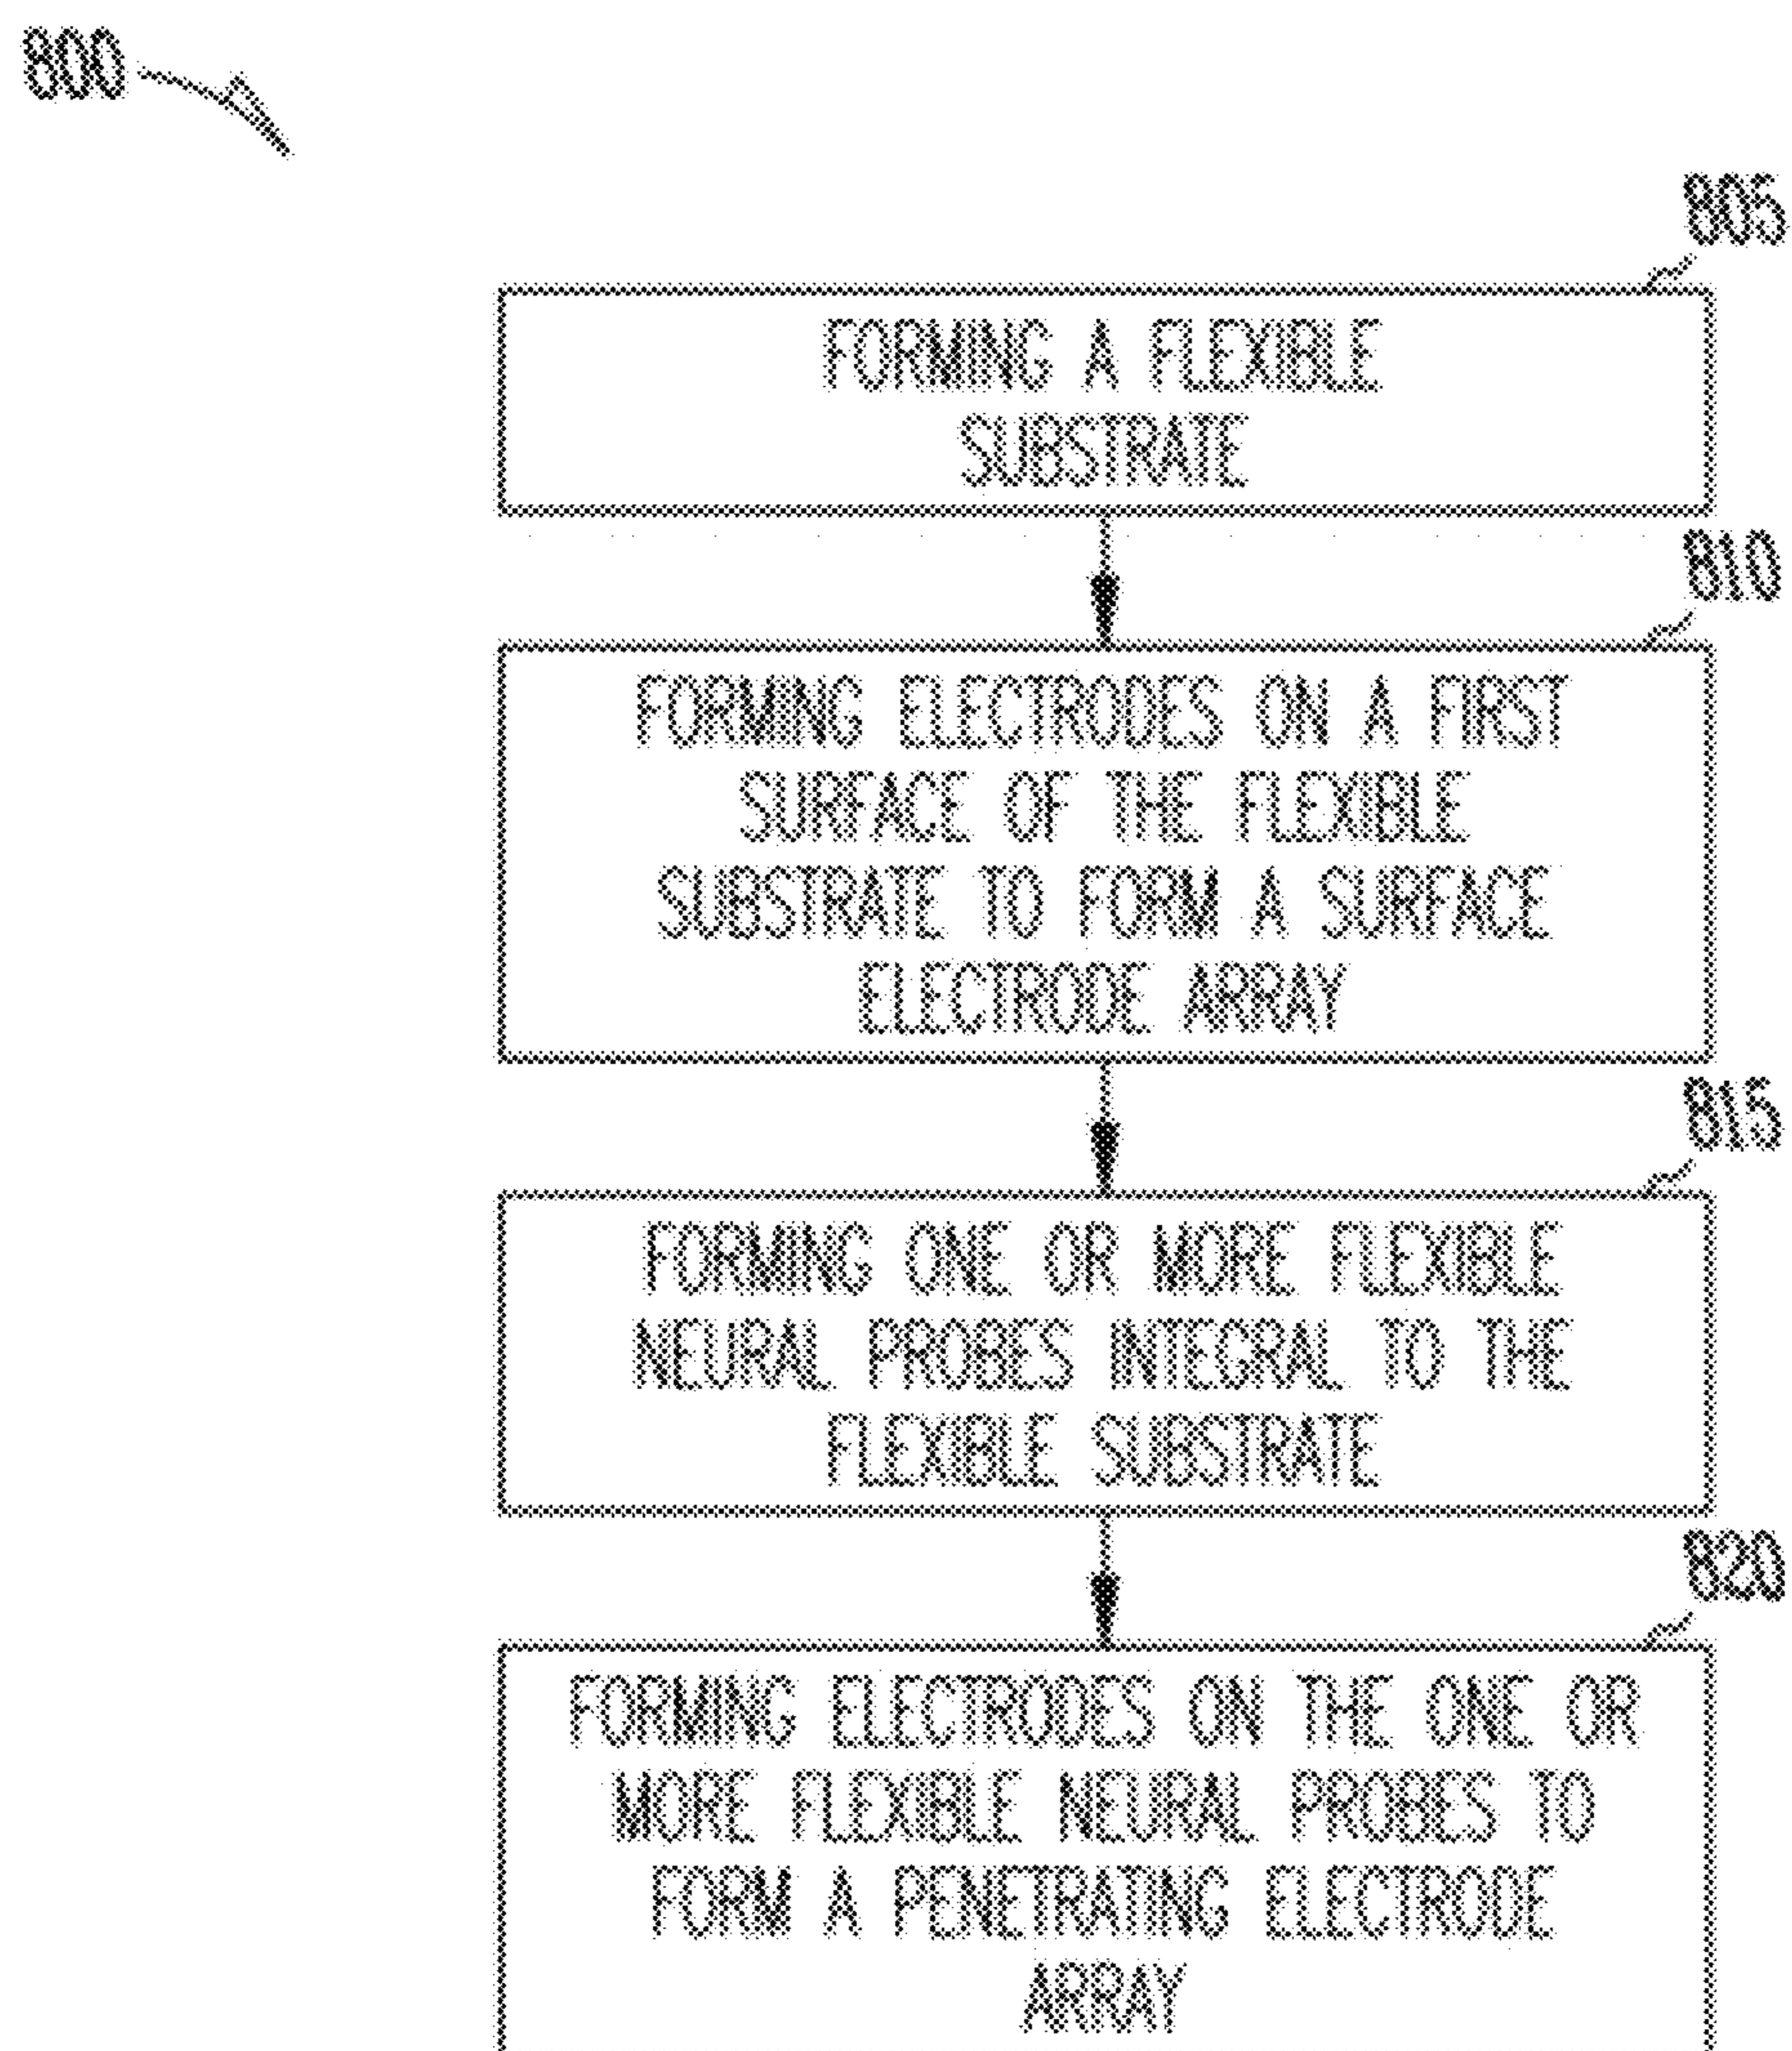 800
805
FORMING A FLEXIBLE
SUBSTRATE
810
FORMING ELECTRODES ON A FIRST
SURFACE OF THE FLEXIBLE
SUBSTRATE TO FORM A SURFACE
ELECTRODE ARRAY
815
FORMING ONE OR MORE FLEXIBLE
NEURAL PROBES INTEGRAL TO THE
FLEXIBLE SUBSTRATE
820
FORMING ELECTRODES ON THE ONE OR
MORE FLEXIBLE NEURAL PROBES TO
FORM A PENETRATING ELECTRODE
ARRAY